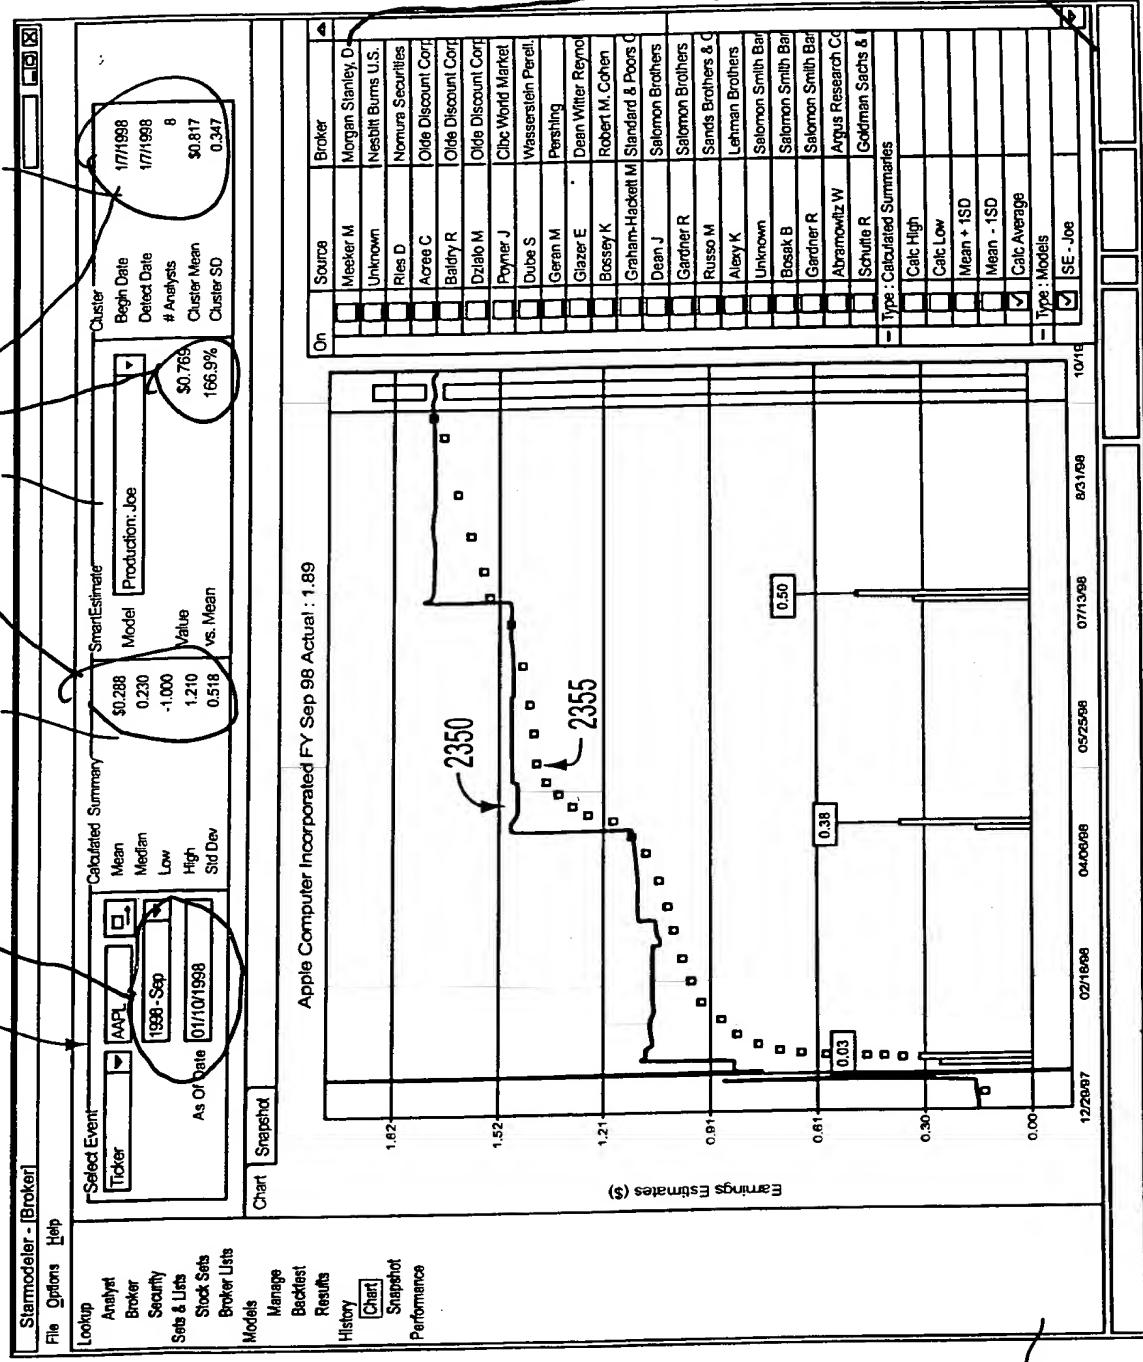 Starmodeler - [Broker]
File Options Help
Lookup
Analyst
Broker
Security
Sets & Lists
Stock Sets
Broker Lists
Models
Manage
Backtest
Results
History
Chart
Snapshot
Performance
Select Event
Ticker AAPL
1998 - Sep
As Of Date 01/10/1998
Calculated Summary
Mean $0.288
Median 0.230
Low -1.000
High 1.210
Std Dev 0.518
SmartEstimate
Model Production: Joe
Value $0.769
vs. Mean 166.9%
Cluster
Begin Date 1/7/1998
Detect Date 1/7/1998
# Analysts 8
Cluster Mean $0.817
Cluster SD 0.347
Chart Snapshot
Apple Computer Incorporated FY Sep 98 Actual : 1.89
Earnings Estimates ($)
1.82
1.52
1.21
0.91
0.61
0.30
0.00
2350
2355
0.03
0.38
0.50
12/29/97 02/18/98 04/06/98 05/25/98 07/13/98 8/31/98 10/19
On Source Broker
Meeker M Morgan Stanley, D
Unknown Nesbitt Burns U.S.
Riles D Nomura Securities
Acree C Olde Discount Corp
Baldry R Olde Discount Corp
Dzialo M Olde Discount Corp
Poyner J Cibc World Market
Dube S Wasserstein Perell.
Geran M Pershing
Glazer E Dean Witter Reynol
Bossey K Robert M. Cohen
Graham-Hackett M Standard & Poors C
Dean J Salomon Brothers
Gardner R Salomon Brothers
Russo M Sands Brothers & C
Alexy K Lehman Brothers
Unknown Salomon Smith Bar
Bosak B Salomon Smith Bar
Gardner R Salomon Smith Bar
Abramowitz W Argus Research Co
Schutte R Goldman Sachs &
- Type : Calculated Summaries
Calc High
Calc Low
Mean + 1SD
Mean - 1SD
Calc Average
- Type : Models
SE - Joe